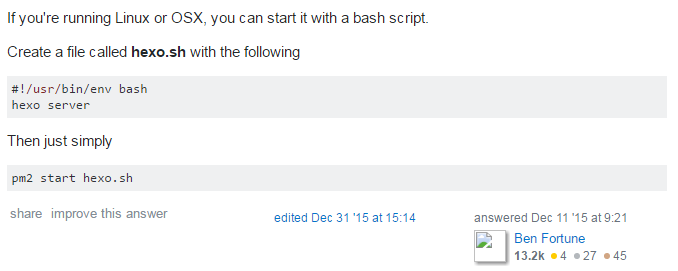 If you're running Linux or OSX, you can start it with a bash script.
Create a file called hexo.sh with the following
#!/usr/bin/env bash
hexo server
Then just simply
pm2 start hexo.sh
share improve this answer
edited Dec 31 '15 at 15:14
answered Dec 11 '15 at 9:21
Ben Fortune
13.2k 4 27 45